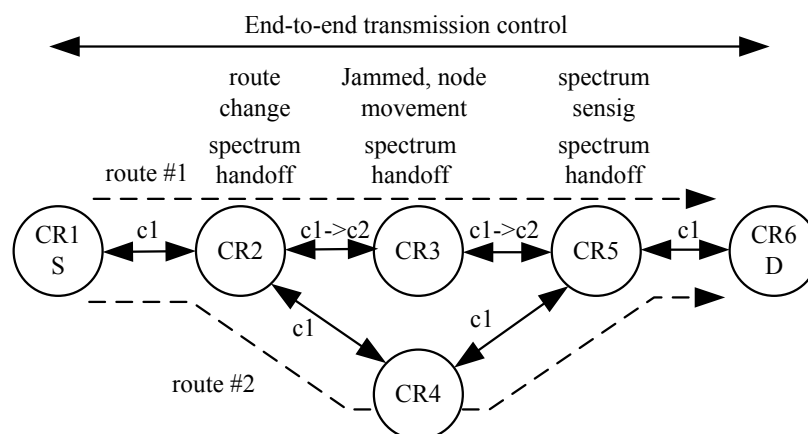 End-to-end transmission control
route
change
Jammed, node
movement
spectrum
sensig
spectrum
handoff
spectrum
handoff
spectrum
handoff
route #1
CR1
S
c1
CR2
c1->c2
CR3
c1->c2
CR5
c1
CR6
D
c1
c1
route #2
CR4